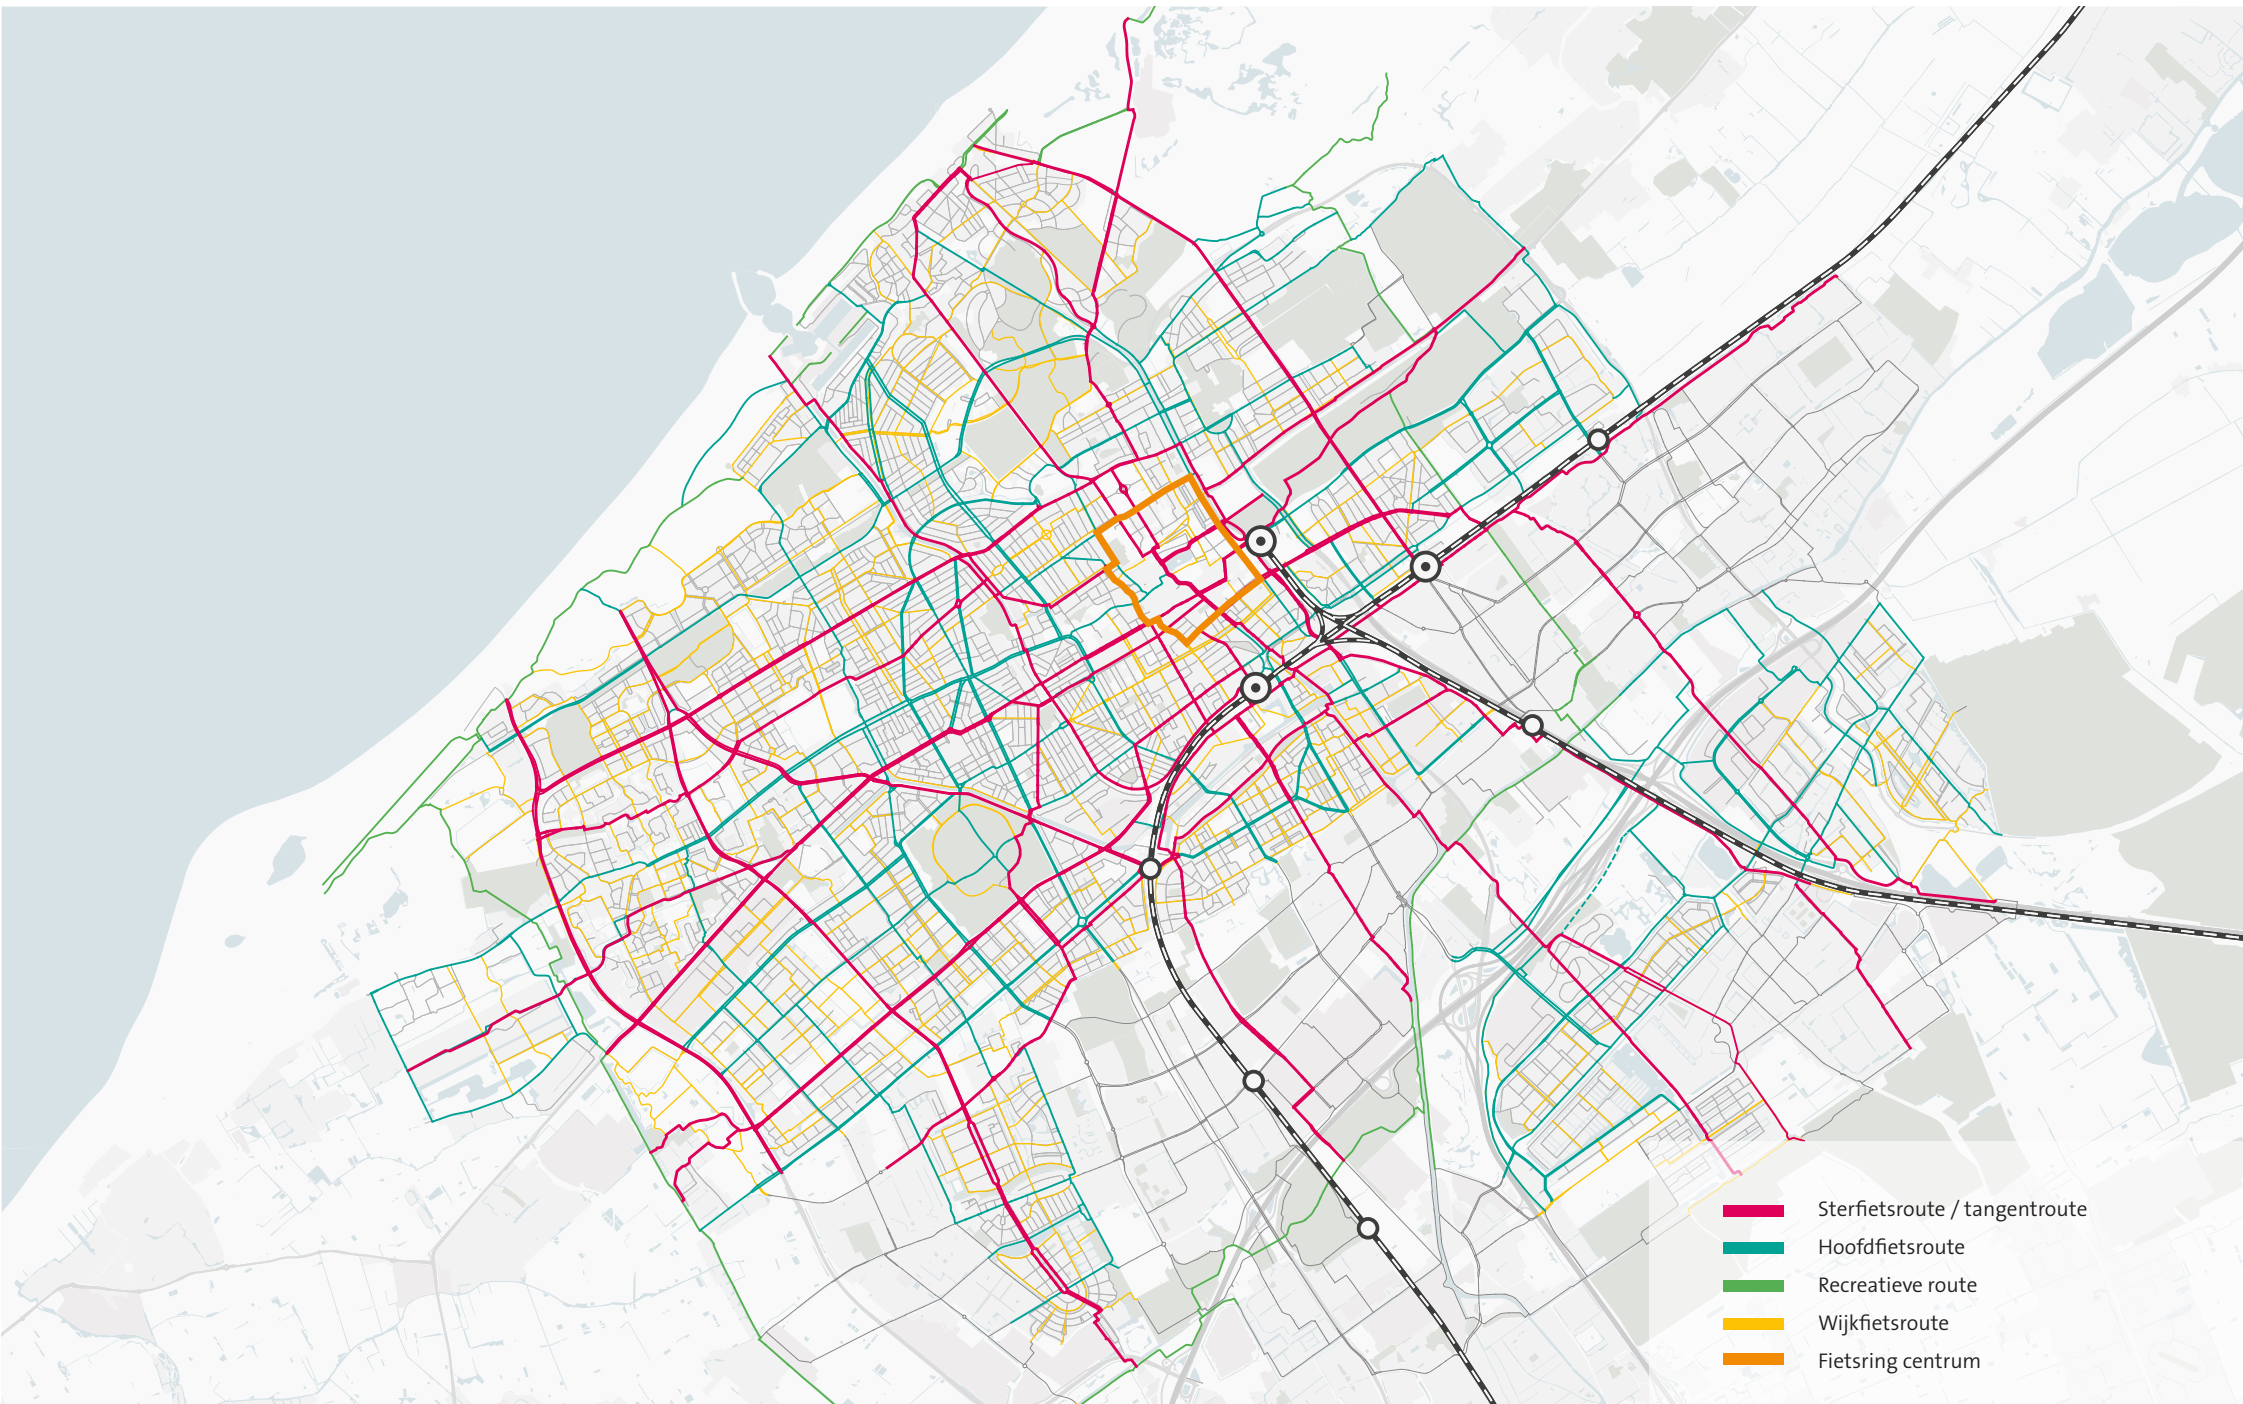 Sterfietsroute / tangentroute
Hoofdfietsroute
Recreatieve route
Wijkfietsroute
Fietsring centrum